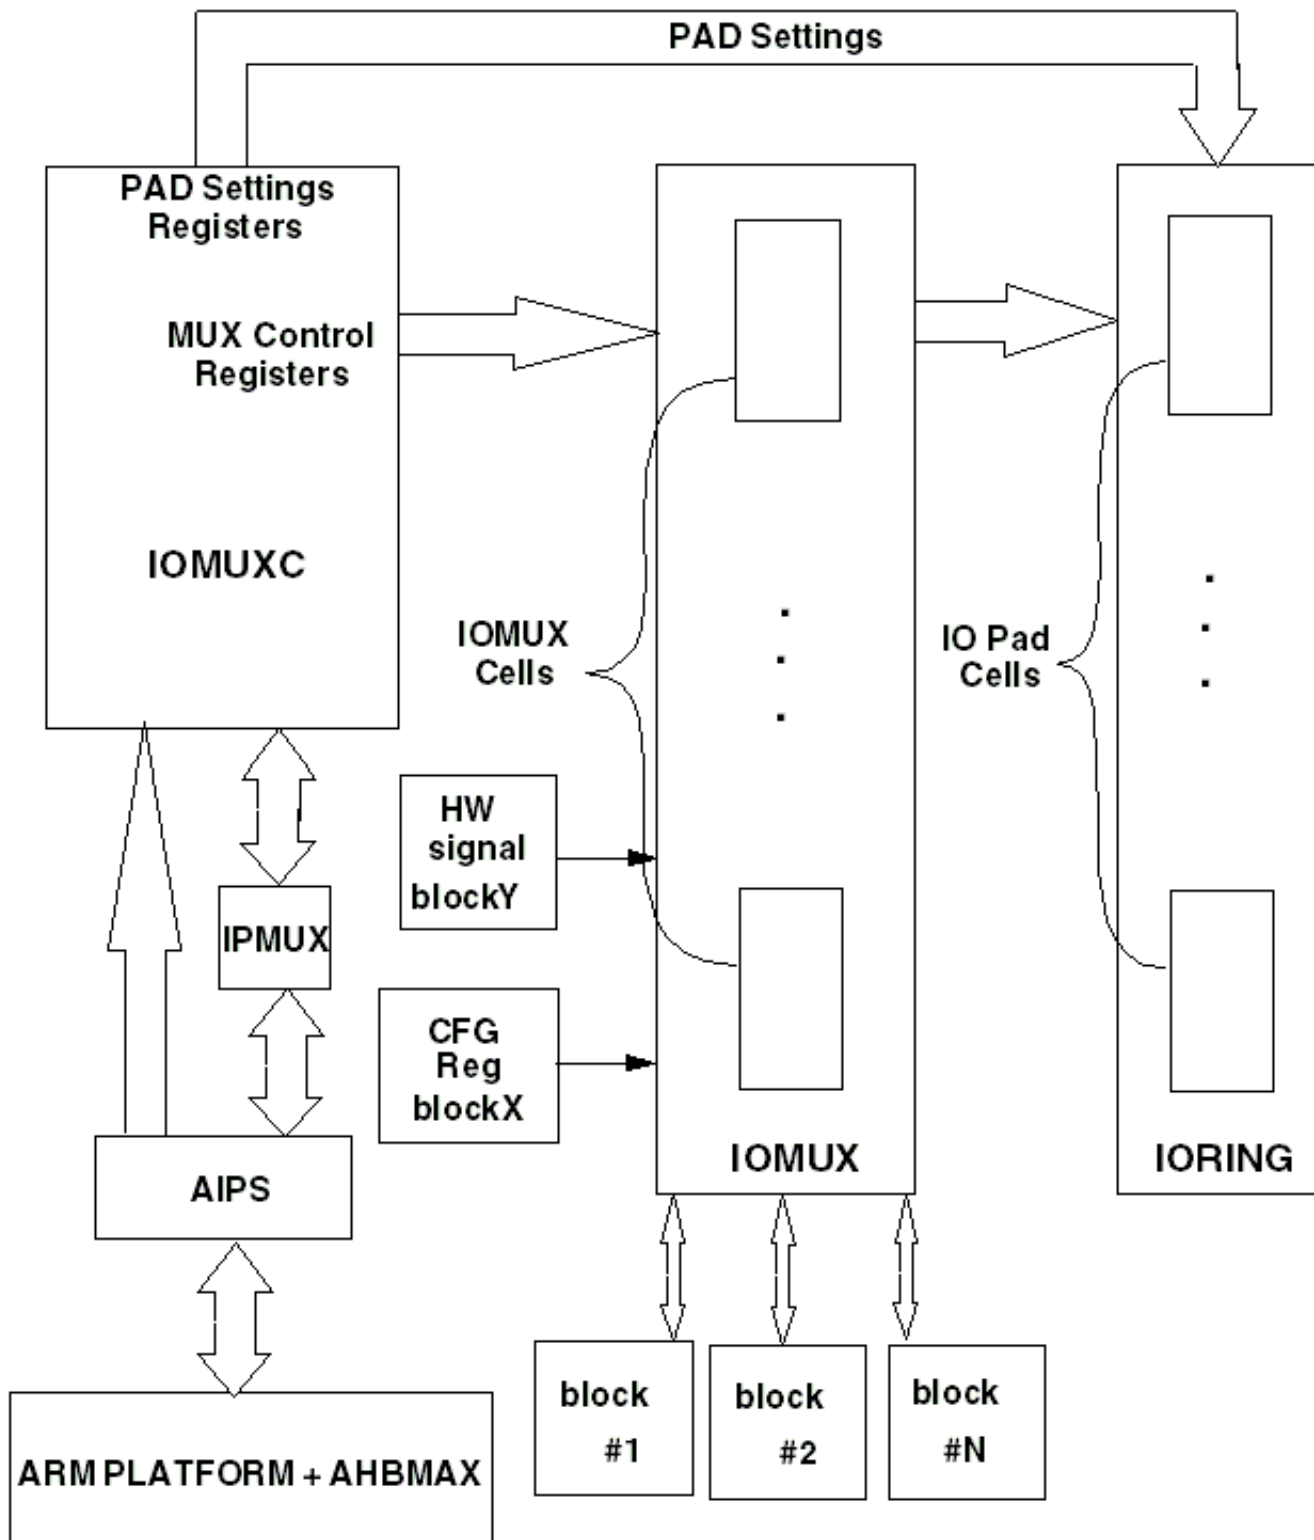 PAD Settings
PAD Settings
Registers
MUX Control
Registers
IOMUXC
IOMUX
Cells
IO Pad
Cells
HW
signal
blockY
IPMUX
CFG
Reg
blockX
IOMUX
IORING
AIPS
block
#1
block
#2
block
#N
ARM PLATFORM + AHBMAX